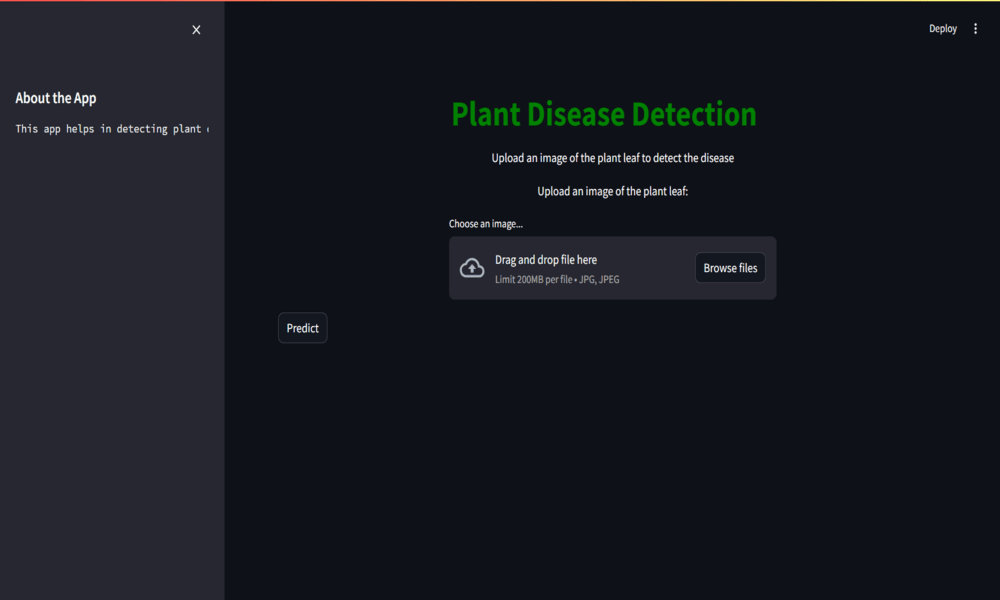 About the App
This app helps in detecting plant
Deploy
Plant Disease Detection
Upload an image of the plant leaf to detect the disease
Upload an image of the plant leaf:
Choose an image...
Drag and drop file here
Limit 200MB per file • JPG, JPEG
Browse files
Predict